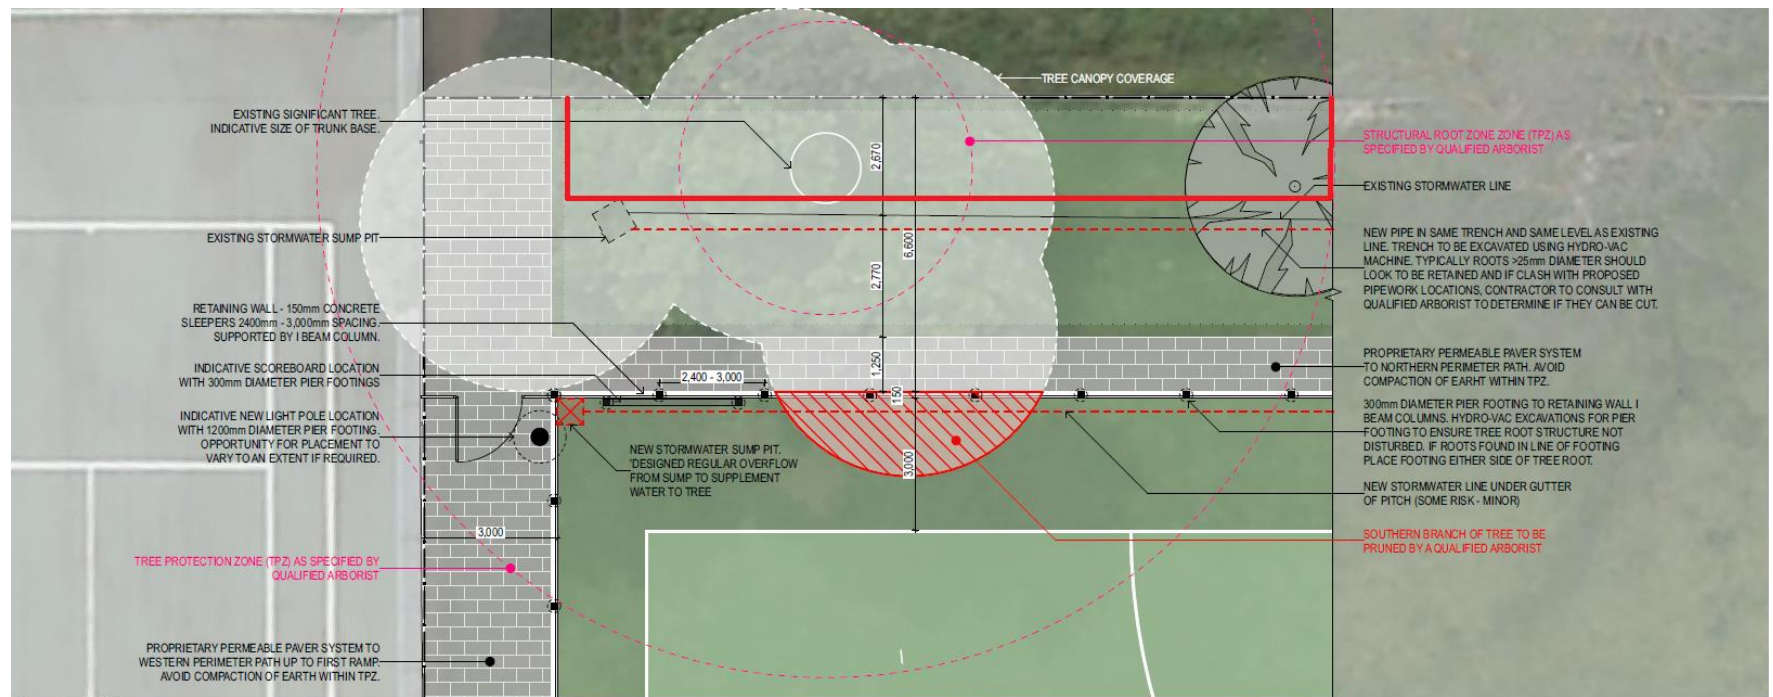 TREE CANOPY COVERAGE
EXISTING SIGNIFICANT TREE.
INDICATIVE SIZE OF TRUNK BASE.
EXISTING STORMWATER SUMP PIT
RETAINING WALL - 150mm CONCRETE
SLEEPERS 2400mm - 3,000mm SPACING.
SUPPORTED BY I BEAM COLUMN.
INDICATIVE SCOREBOARD LOCATION
WITH 300mm DIAMETER PIER FOOTINGS
INDICATIVE NEW LIGHT POLE LOCATION
WITH 1200mm DIAMETER PIER FOOTING.
OPPORTUNITY FOR PLACEMENT TO
VARY TO AN EXTENT IF REQUIRED.
TREE PROTECTION ZONE (TPZ) AS SPECIFIED BY
QUALIFIED ARBORIST
PROPRIETARY PERMEABLE PAVER SYSTEM TO
WESTERN PERIMETER PATH UP TO FIRST RAMP.
AVOID COMPACTION OF EARTH WITHIN TPZ.
2,670
6,600
2,770
1,250
2,400 - 3,000
150
3,000
3,000
NEW STORMWATER SUMP PIT.
'DESIGNED REGULAR OVERFLOW
FROM SUMP TO SUPPLEMENT
WATER TO TREE
STRUCTURAL ROOT ZONE ZONE (TPZ) AS
SPECIFIED BY QUALIFIED ARBORIST
EXISTING STORMWATER LINE
NEW PIPE IN SAME TRENCH AND SAME LEVEL AS EXISTING
LINE. TRENCH TO BE EXCAVATED USING HYDRO-VAC
MACHINE. TYPICALLY ROOTS >25mm DIAMETER SHOULD
LOOK TO BE RETAINED AND IF CLASH WITH PROPOSED
PIPEWORK LOCATIONS, CONTRACTOR TO CONSULT WITH
QUALIFIED ARBORIST TO DETERMINE IF THEY CAN BE CUT.
PROPRIETARY PERMEABLE PAVER SYSTEM
TO NORTHERN PERIMETER PATH. AVOID
COMPACTION OF EARHT WITHIN TPZ.
300mm DIAMETER PIER FOOTING TO RETAINING WALL I
BEAM COLUMNS. HYDRO-VAC EXCAVATIONS FOR PIER
FOOTING TO ENSURE TREE ROOT STRUCTURE NOT
DISTURBED. IF ROOTS FOUND IN LINE OF FOOTING
PLACE FOOTING EITHER SIDE OF TREE ROOT.
NEW STORMWATER LINE UNDER GUTTER
OF PITCH (SOME RISK - MINOR)
SOUTHERN BRANCH OF TREE TO BE
PRUNED BY A QUALIFIED ARBORIST